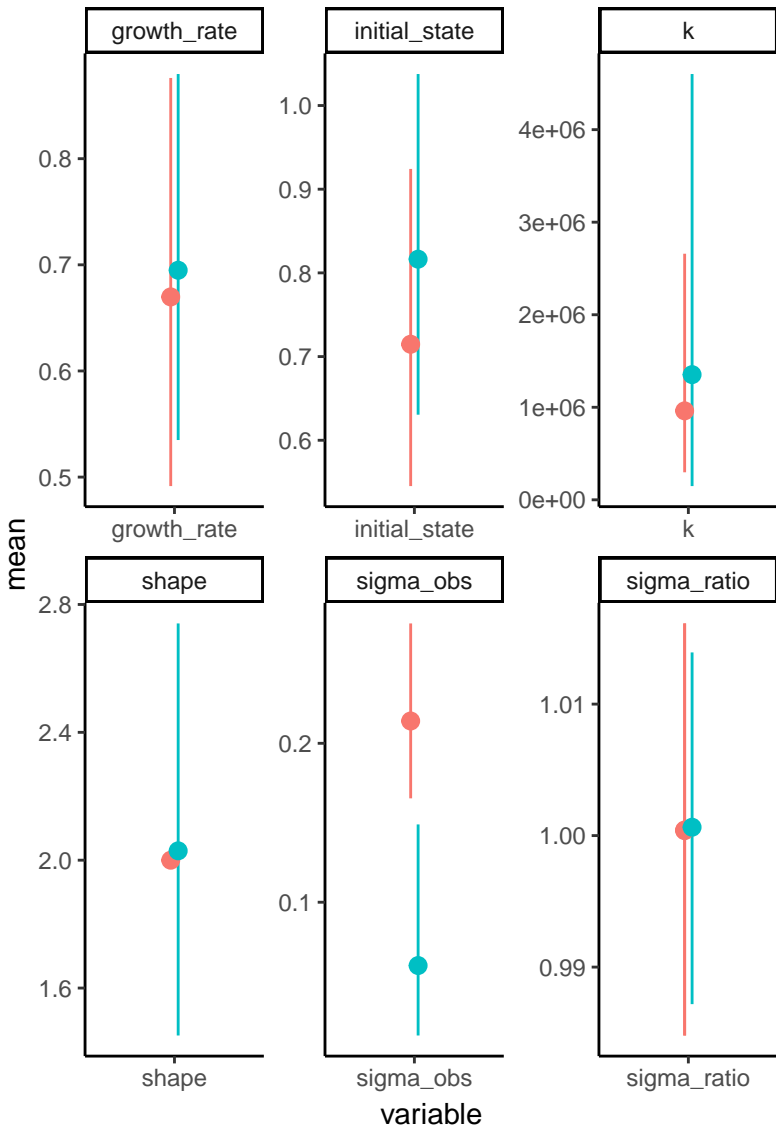 growth_rate initial_state k
0.8
0.7
0.6
0.5
1.0
0.9
0.8
0.7
0.6
4e+06
3e+06
2e+06
1e+06
0e+00
growth_rate initial_state k
mean
shape sigma_obs sigma_ratio
2.8
2.4
2.0
1.6
0.2
0.1
1.01
1.00
0.99
shape sigma_obs sigma_ratio
variable